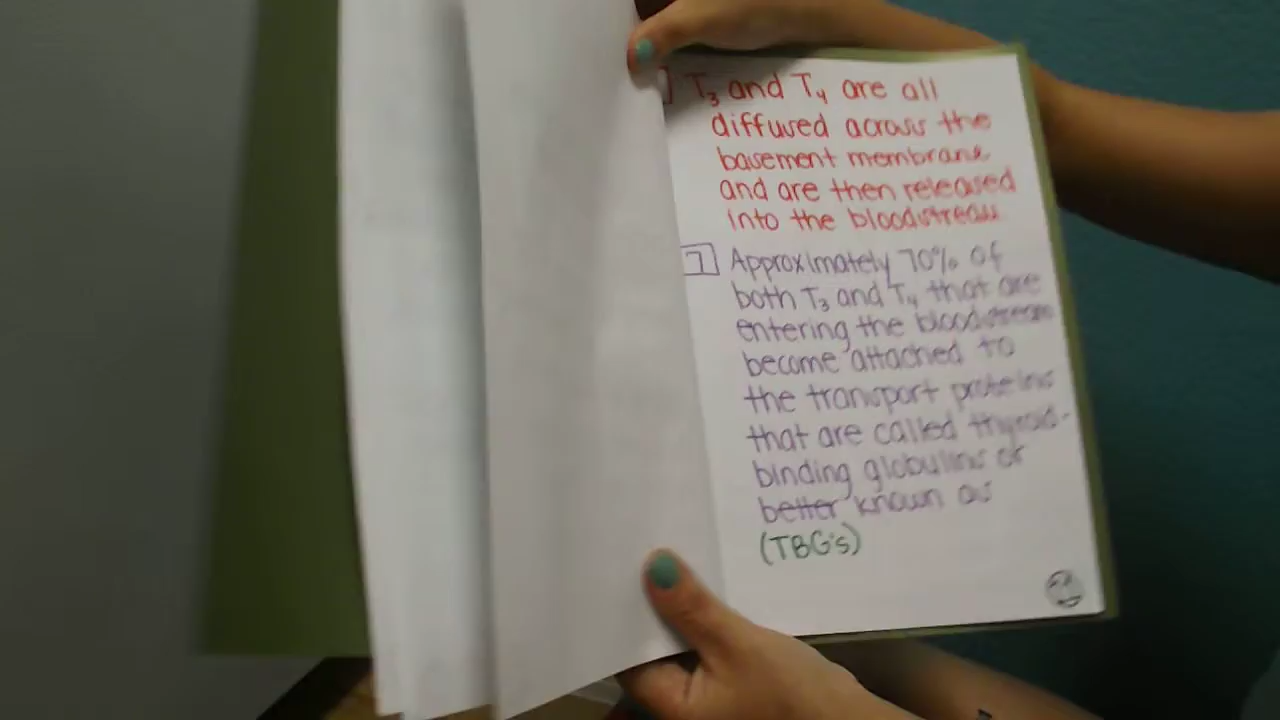 ] T3 and T4 are all
diffused across the
basement membrane
and are then released
into the bloodstream
7 Approximately 70% of
both T3 and T4 that are
entering the bloodstream
become attached to
the transport proteins
that are called thyroid-
binding globulins or
better known as
(TBG's)